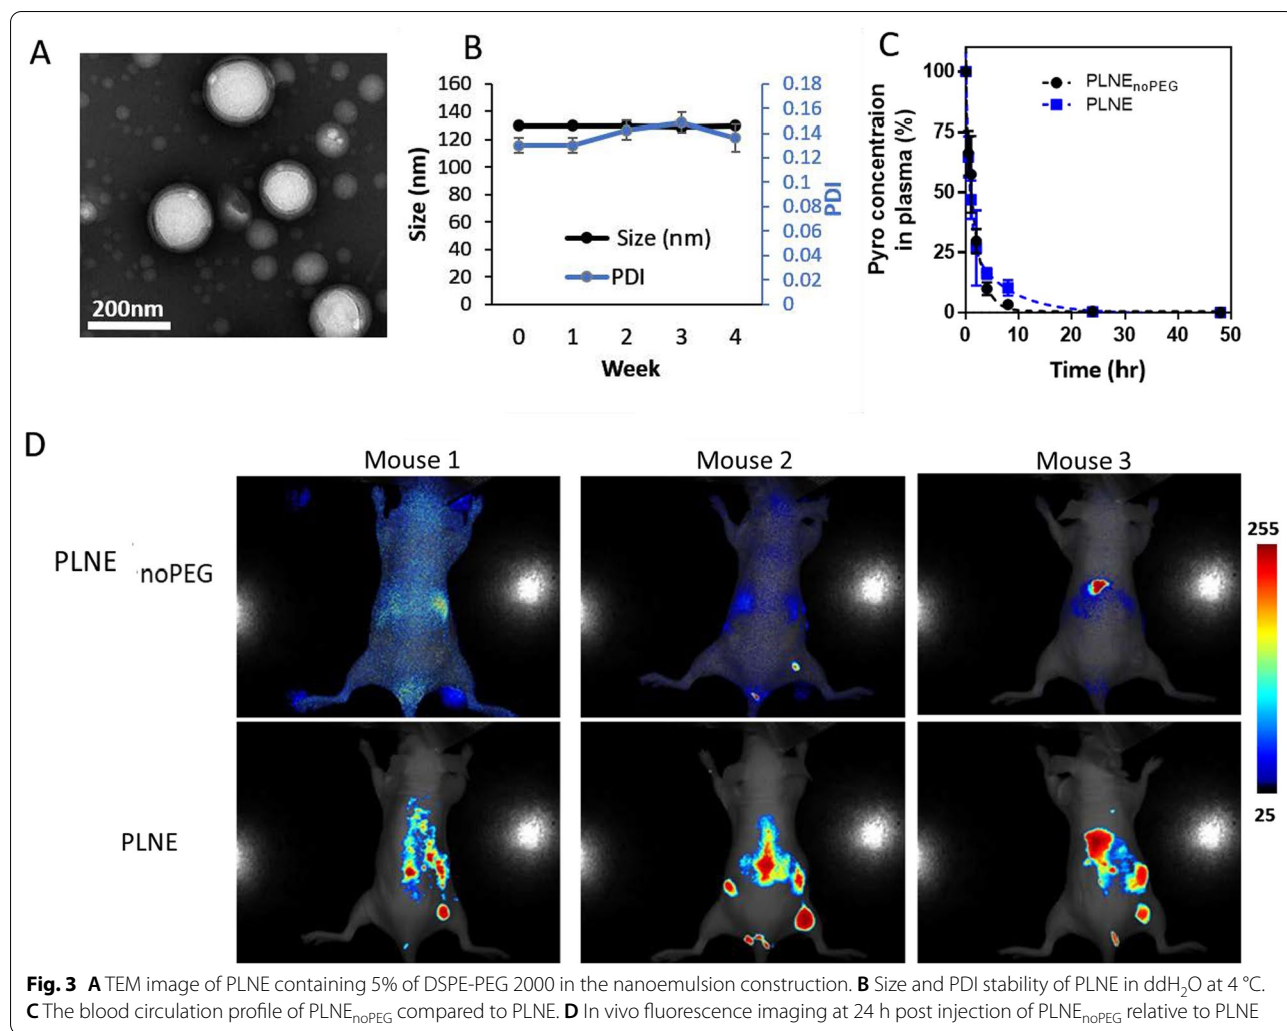 A
200nm
B
160
140
120
100
80
60
40
20
0
Size (nm)
0.18
0.16
0.14
0.12
0.1
0.08
0.06
0.04
0.02
0
PDI
Size (nm)
PDI
0 1 2 3 4
Week
C
100
75
50
25
0
Pyro concentraion
in plasma (%)
PLNEnoPEG
PLNE
0 10 20 30 40 50
Time (hr)
D
Mouse 1 Mouse 2 Mouse 3
PLNE noPEG
PLNE
255
25
Fig. 3 A TEM image of PLNE containing 5% of DSPE-PEG 2000 in the nanoemulsion construction. B Size and PDI stability of PLNE in ddH2O at 4 °C.
C The blood circulation profile of PLNEnoPEG compared to PLNE. D In vivo fluorescence imaging at 24 h post injection of PLNEnoPEG relative to PLNE